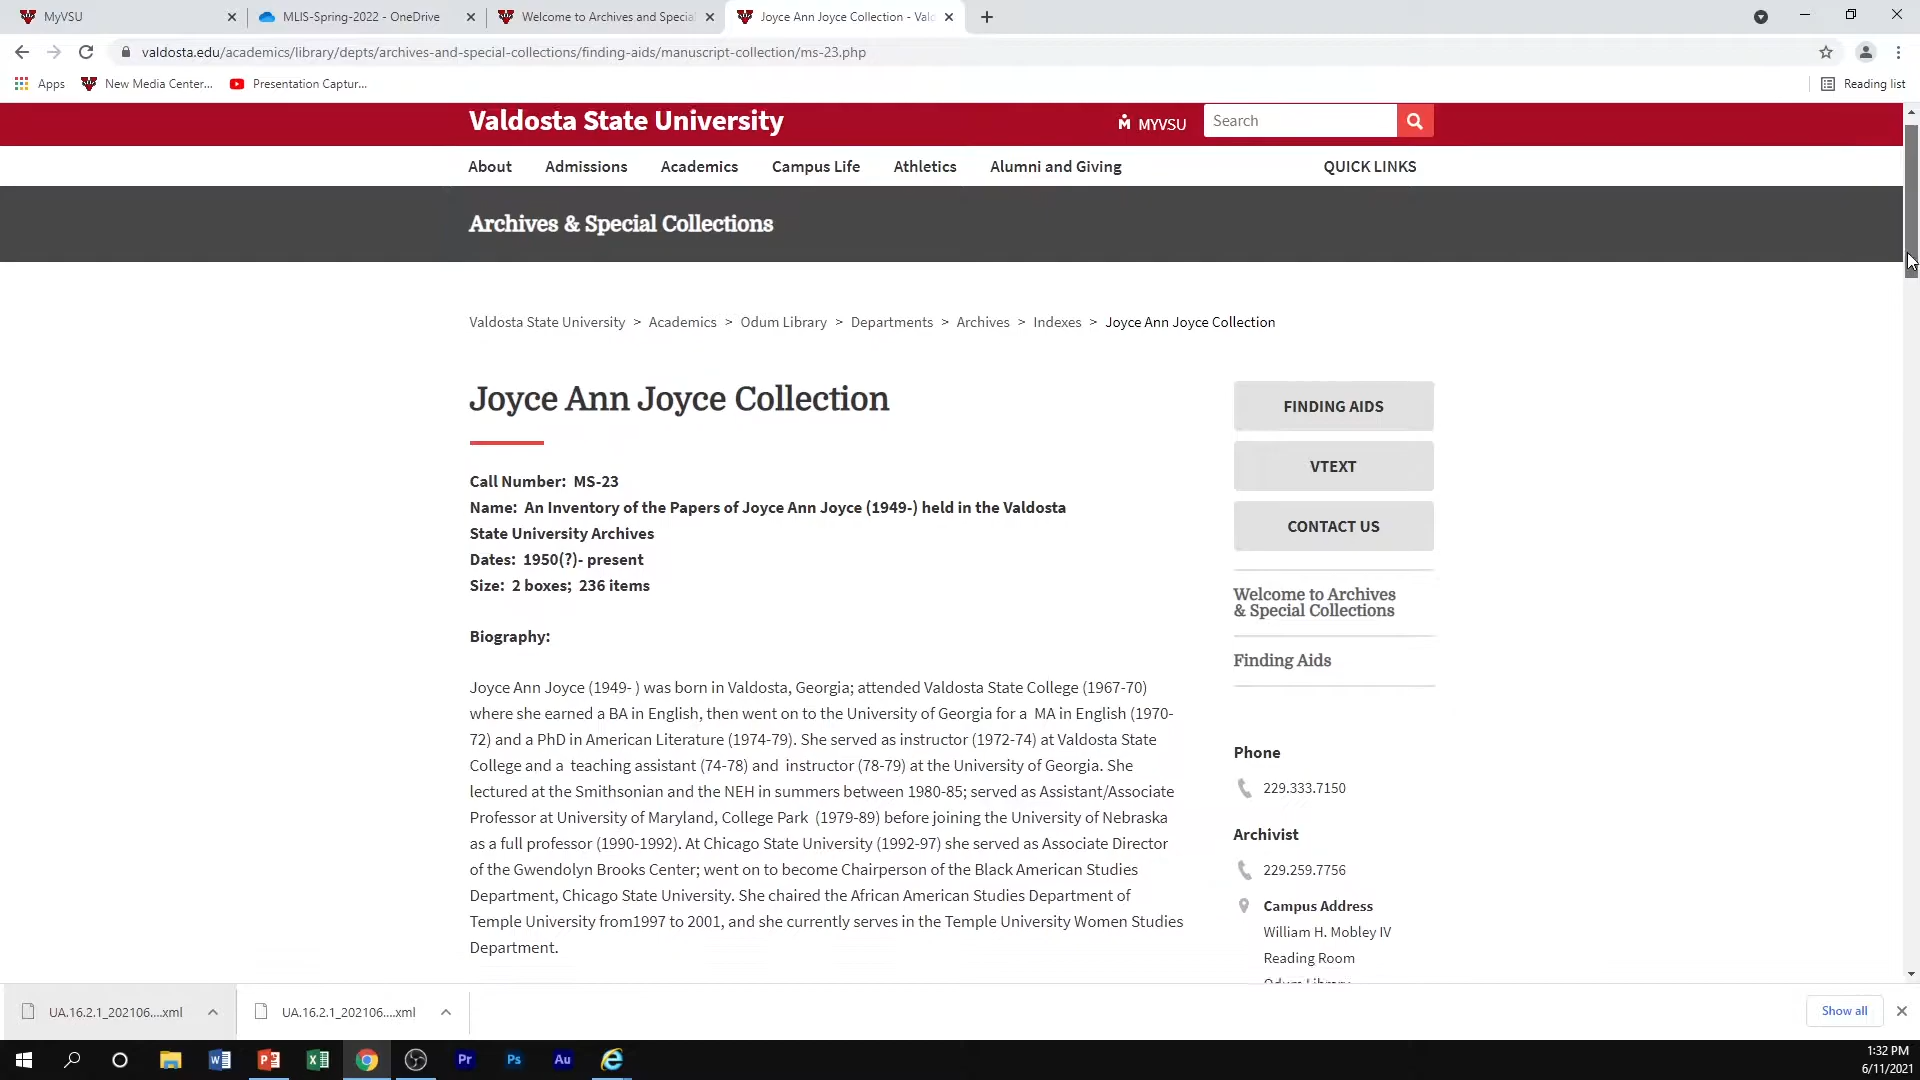 MyVSU
MLIS-Spring-2022 - OneDrive
Welcome to Archives and Specia
Joyce Ann Joyce Collection - Val
valdosta.edu/academics/library/depts/archives-and-special-collections/finding-aids/manuscript-collection/ms-23.php
Apps
New Media Center...
Presentation Captur...
Reading list
Valdosta State University
MYVSU
Search
About
Admissions
Academics
Campus Life
Athletics
Alumni and Giving
QUICK LINKS
Archives & Special Collections
Valdosta State University > Academics > Odum Library > Departments > Archives > Indexes > Joyce Ann Joyce Collection
Joyce Ann Joyce Collection
Call Number: MS-23
Name: An Inventory of the Papers of Joyce Ann Joyce (1949-) held in the Valdosta
State University Archives
Dates: 1950(?)- present
Size: 2 boxes; 236 items
Biography:
Joyce Ann Joyce (1949- ) was born in Valdosta, Georgia; attended Valdosta State College (1967-70)
where she earned a BA in English, then went on to the University of Georgia for a MA in English (1970-
72) and a PhD in American Literature (1974-79). She served as instructor (1972-74) at Valdosta State
College and a teaching assistant (74-78) and instructor (78-79) at the University of Georgia. She
lectured at the Smithsonian and the NEH in summers between 1980-85; served as Assistant/Associate
Professor at University of Maryland, College Park (1979-89) before joining the University of Nebraska
as a full professor (1990-1992). At Chicago State University (1992-97) she served as Associate Director
of the Gwendolyn Brooks Center; went on to become Chairperson of the Black American Studies
Department, Chicago State University. She chaired the African American Studies Department of
Temple University from1997 to 2001, and she currently serves in the Temple University Women Studies
Department.
FINDING AIDS
VTEXT
CONTACT US
Welcome to Archives
& Special Collections
Finding Aids
Phone
229.333.7150
Archivist
229.259.7756
Campus Address
William H. Mobley IV
Reading Room
Odum Library
UA.16.2.1_202106....xml
UA.16.2.1_202106....xml
Show all
Pr
Ps
Au
1:32 PM
6/11/2021